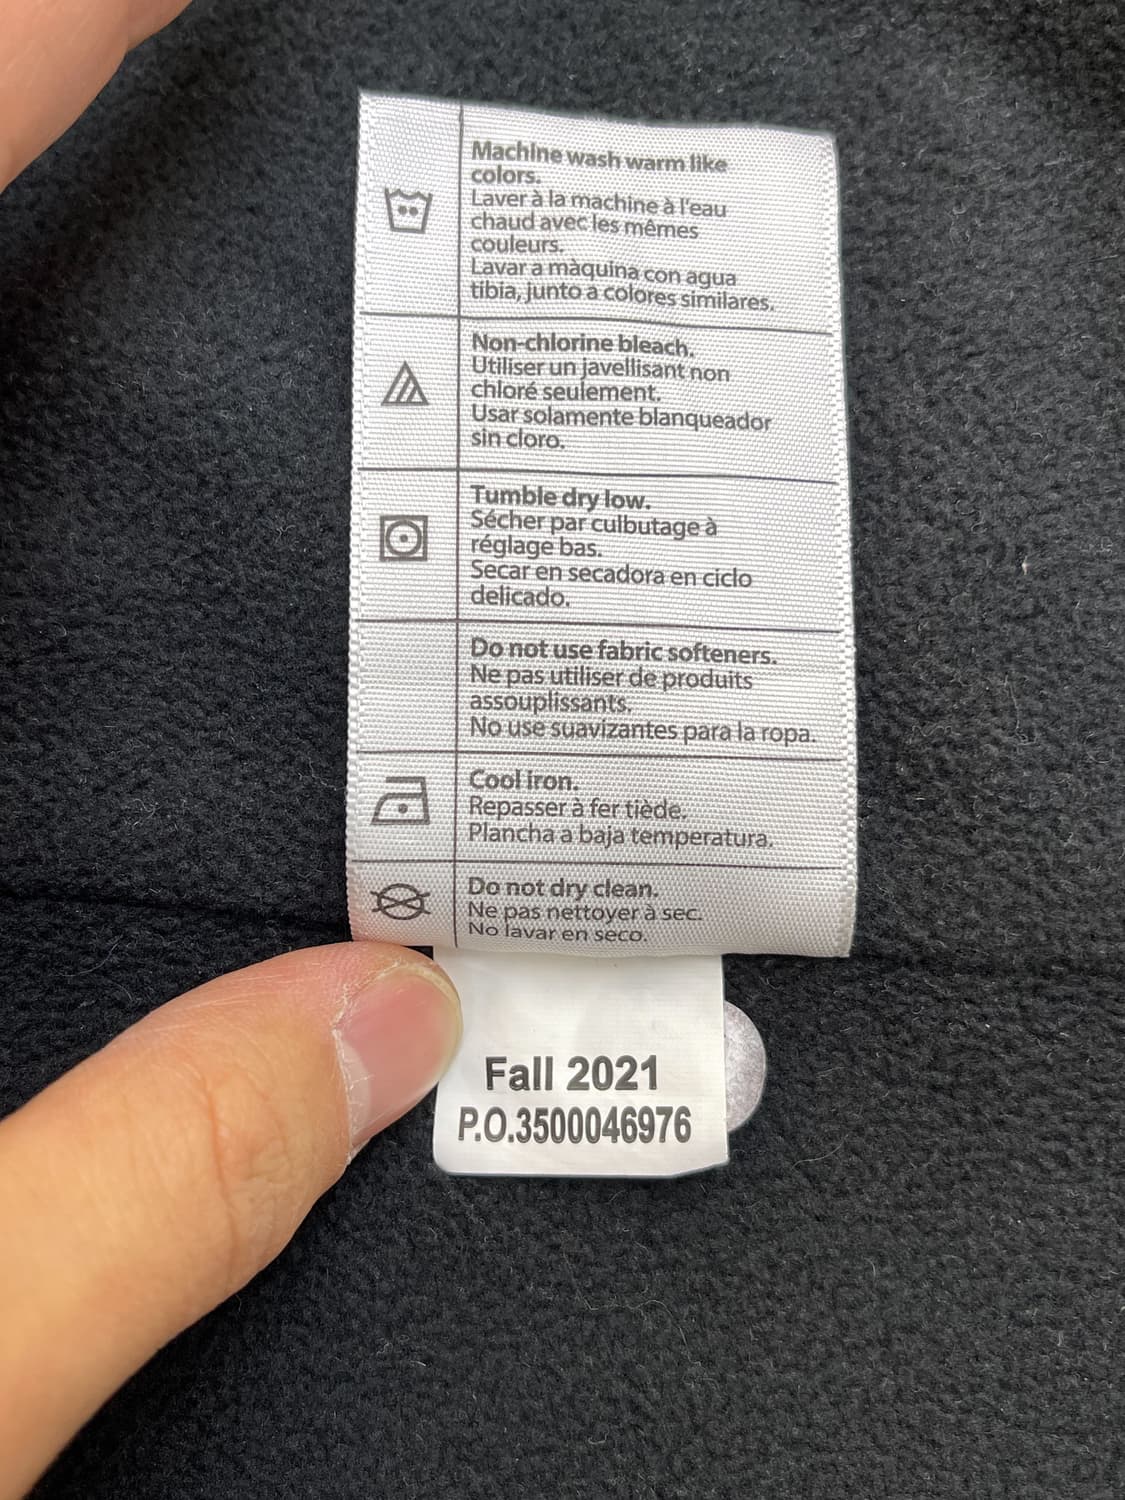 Machine wash warm like
colors.
Laver à la machine à l'eau
chaud avec les mêmes
couleurs.
Lavar a màquina con agua
tibia, junto a colores similares.
Non-chlorine bleach.
Utiliser un javellisant non
chloré seulement.
Usar solamente blanqueador
sin cloro.
Tumble dry low.
Sécher par culbutage à
réglage bas.
Secar en secadora en ciclo
delicado.
Do not use fabric softeners.
Ne pas utiliser de produits
assouplissants.
No use suavizantes para la ropa.
Cool iron.
Repasser à fer tiède.
Plancha a baja temperatura.
Do not dry clean.
Ne pas nettoyer à sec.
No lavar en seco.
Fall 2021
P.O.3500046976